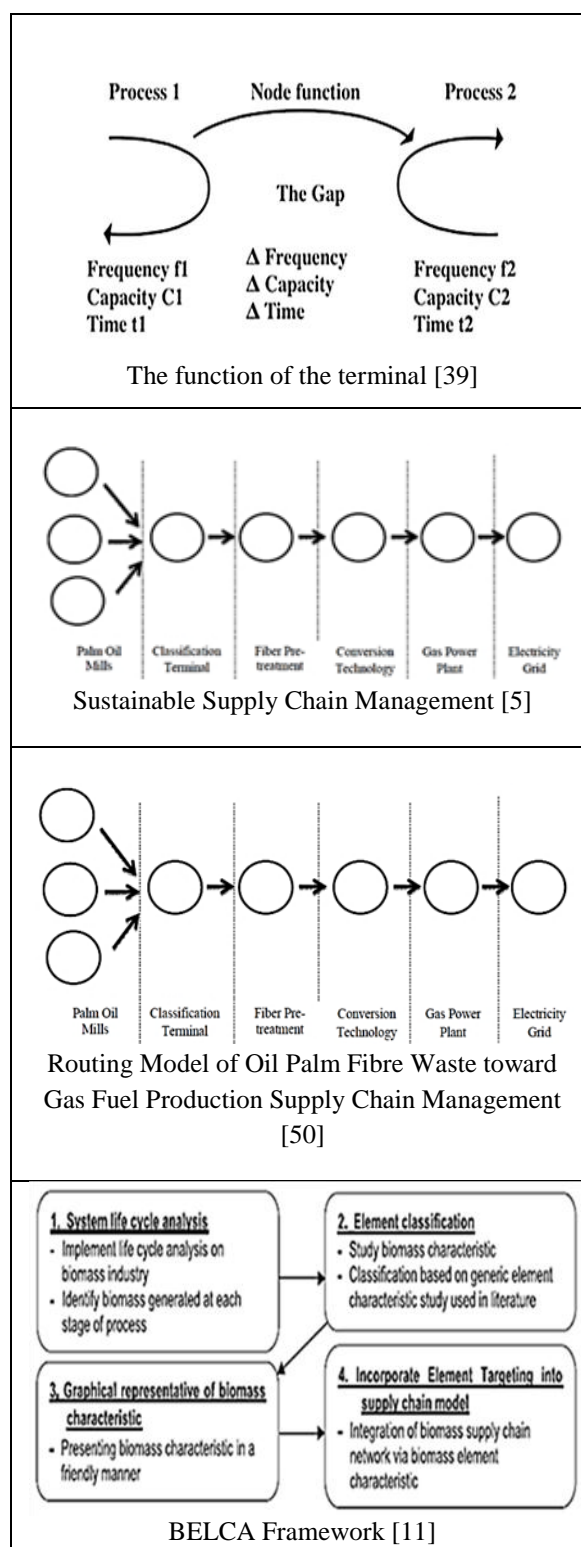 Process 1 Node function Process 2
The Gap
Frequency f1
Capacity C1
Time t1
Δ Frequency
Δ Capacity
Δ Time
Frequency f2
Capacity C2
Time t2
The function of the terminal [39]
Palm Oil
Mills
Classification
Terminal
Fiber Pre-
treatment
Conversion
Technology
Gas Power
Plant
Electricity
Grid
Sustainable Supply Chain Management [5]
Palm Oil
Mills
Classification
Terminal
Fiber Pre-
treatment
Conversion
Technology
Gas Power
Plant
Electricity
Grid
Routing Model of Oil Palm Fibre Waste toward
Gas Fuel Production Supply Chain Management
[50]
1. System life cycle analysis
- Implement life cycle analysis on
biomass industry
- Identify biomass generated at each
stage of process
2. Element classification
- Study biomass characteristic
- Classification based on generic element
characteristic study used in literature
3. Graphical representative of biomass
characteristic
- Presenting biomass characteristic in a
friendly manner
4. Incorporate Element Targeting into
supply chain model
- Integration of biomass supply chain
network via biomass element
characteristic
BELCA Framework [11]